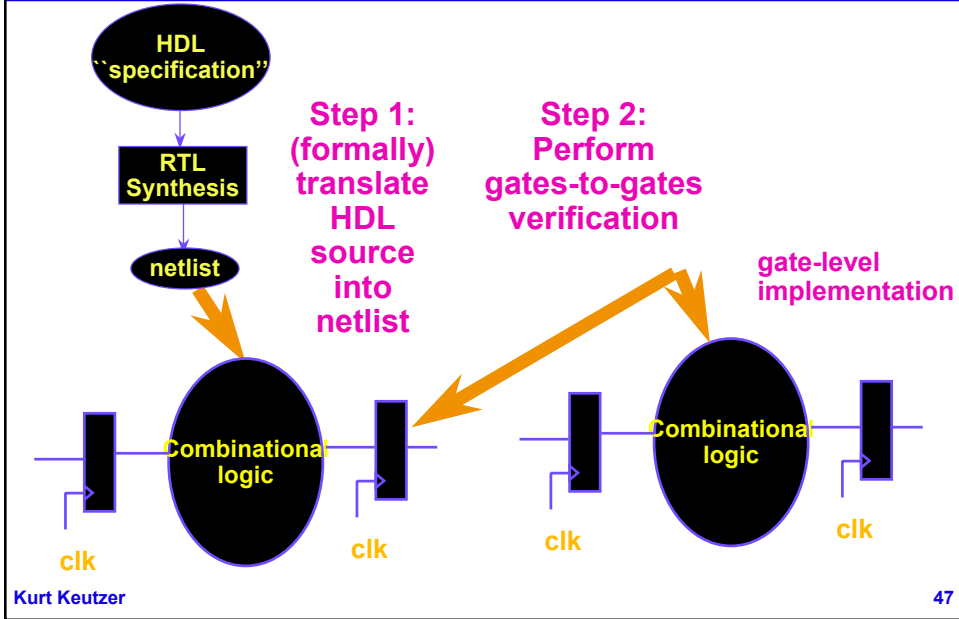 HDL
``specification''
RTL
Synthesis
netlist
Step 1:
(formally)
translate
HDL
source
into
netlist
Step 2:
Perform
gates-to-gates
verification
gate-level
implementation
Combinational
logic
clk
clk
Combinational
logic
clk
clk
Kurt Keutzer
47